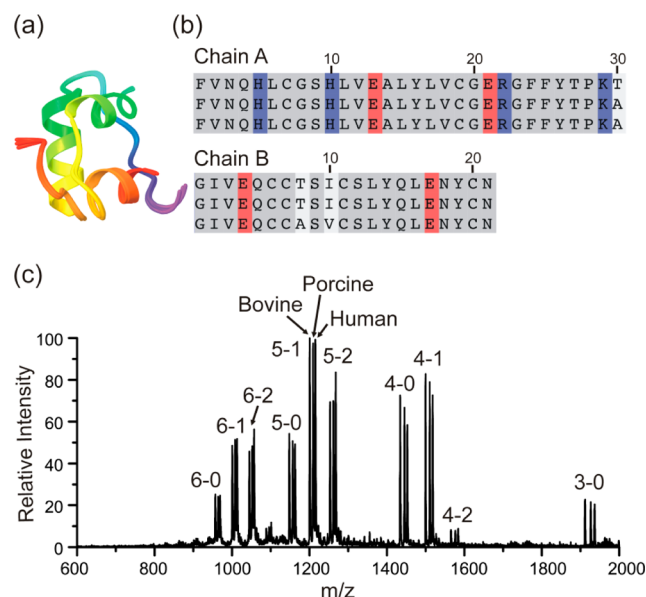 (a)
(b)
Chain A
10 20 30
FVNQHLCGSHLVEALYLVCGERGFFYTPKT
FVNQHLCGSHLVEALYLVCGERGFFYTPKA
FVNQHLCGSHLVEALYLVCGERGFFYTPKA
Chain B
10 20
GIVEQCCTSICSLYQLENYCN
GIVEQCCTSICSLYQLENYCN
GIVEQCCASVCSLYQLENYCN
(c)
Porcine
Bovine
Human
100
80
60
40
20
0
Relative Intensity
6-0
6-1
6-2
5-0
5-1
5-2
4-0
4-1
4-2
3-0
600 800 1000 1200 1400 1600 1800 2000
m/z